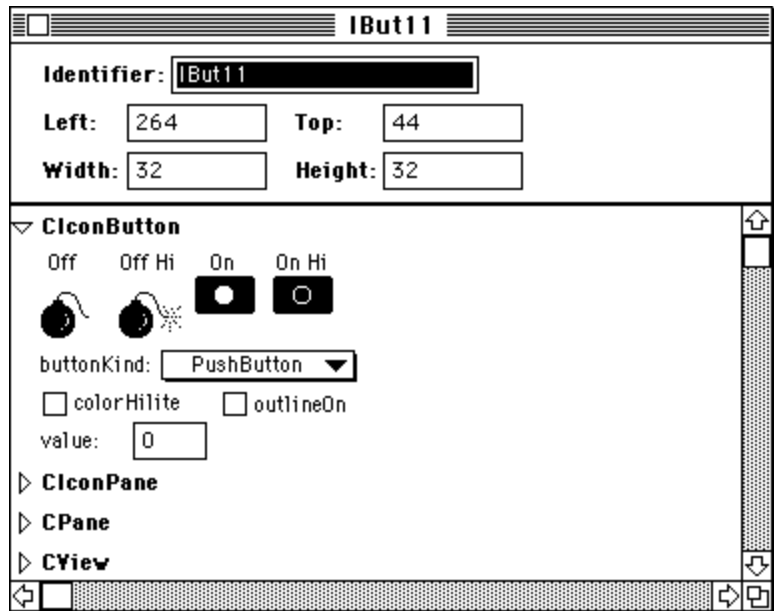 IBut11
Identifier: IBut11
Left: 264 Top: 44
Width: 32 Height: 32
CIconButton
Off Off Hi On On Hi
buttonKind: PushButton
colorHilite outlineOn
value: 0
CIconPane
CPane
CView